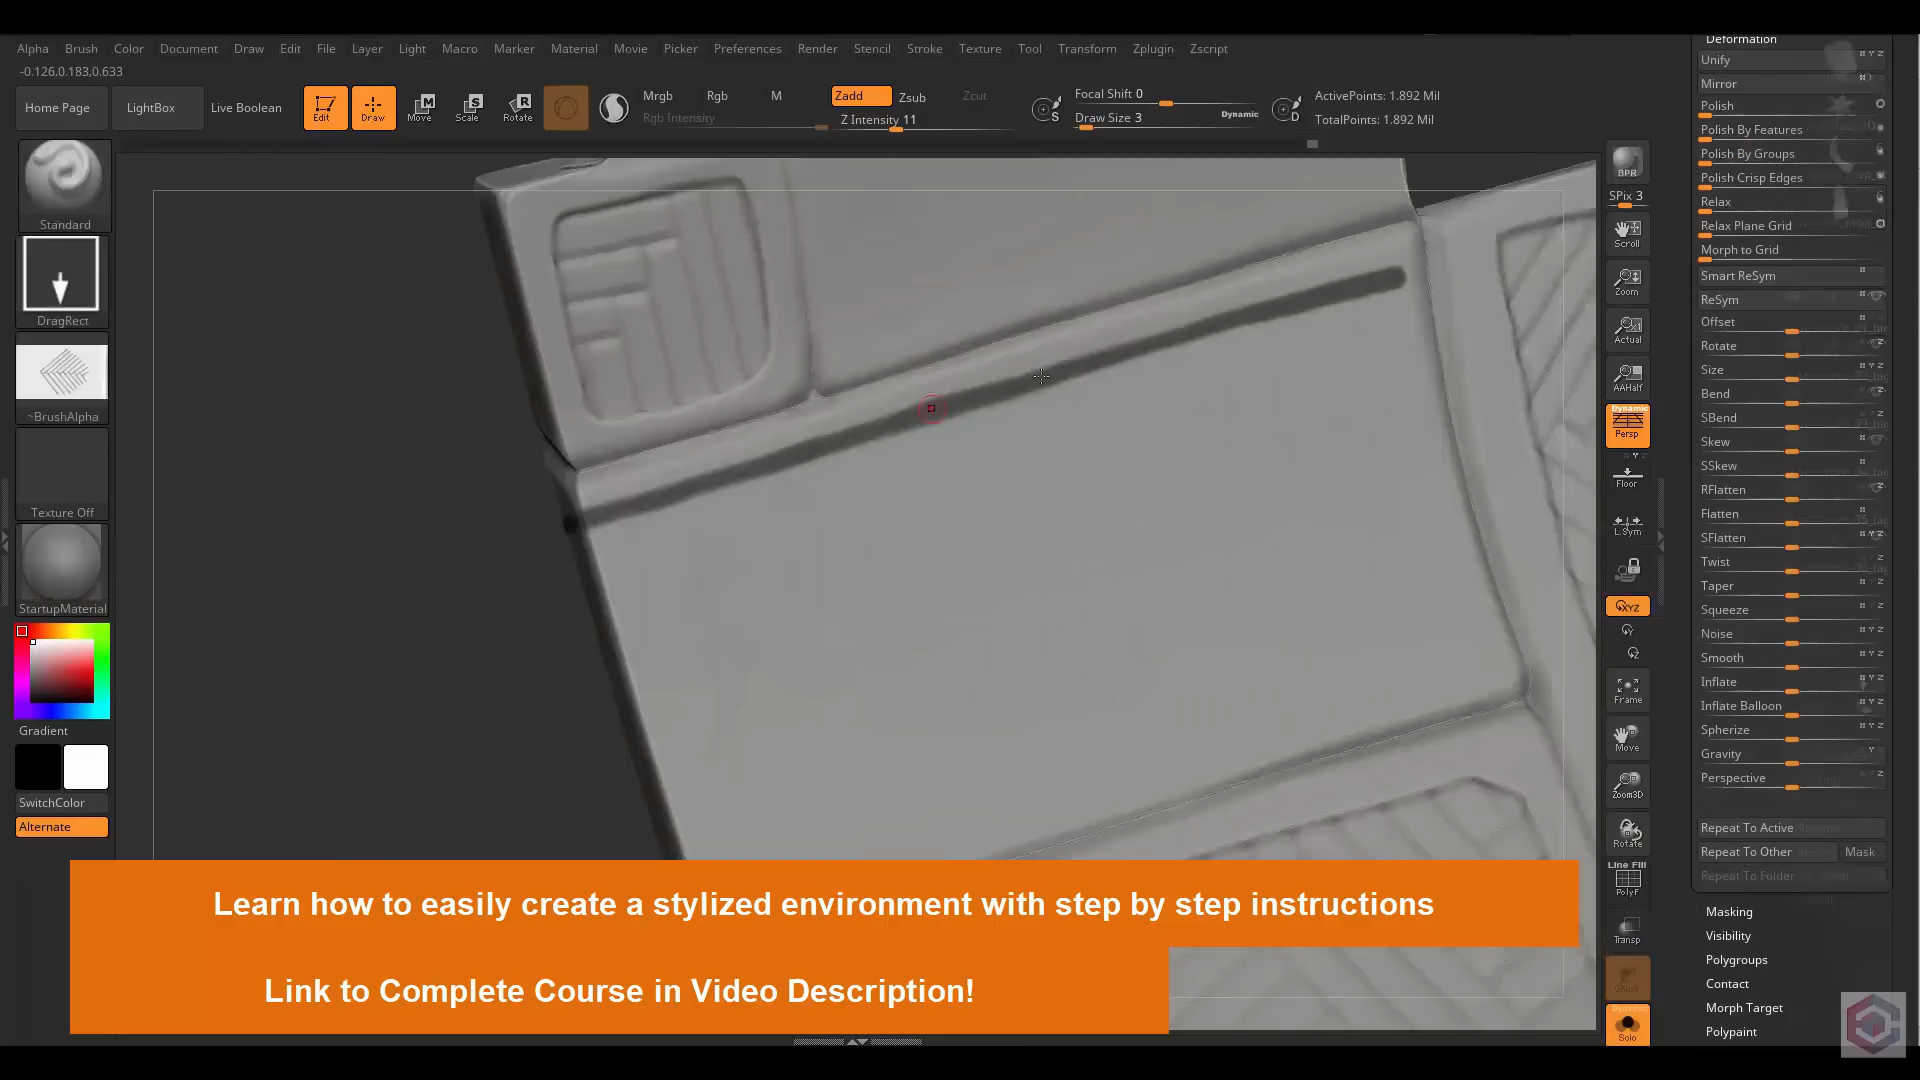 Alpha Brush Color Document Draw Edit File Layer Light Macro Marker Material Movie Picker Preferences Render Stencil Stroke Texture Tool Transform Zplugin Zscript
-0.126,0.183,0.633
Home Page
LightBox
Live Boolean
Edit
Draw
Move
Scale
Rotate
Mrgb Rgb M
Rgb Intensity
Zadd Zsub Zcut
Z Intensity 11
Focal Shift 0
Draw Size 3
Dynamic
ActivePoints: 1.892 Mil
TotalPoints: 1.892 Mil
Standard
DragRect
~BrushAlpha
Texture Off
StartupMaterial
Gradient
SwitchColor
Alternate
BPR
SPix 3
Scroll
Zoom
Actual
AAHalf
Dynamic
Persp
Floor
L.Sym
XYZ
Frame
Move
Zoom3D
Rotate
Line Fill
PolyF
Transp
Ghost
Dynamic
Solo
Deformation
Unify
Mirror
Polish
Polish By Features
Polish By Groups
Polish Crisp Edges
Relax
Relax Plane Grid
Morph to Grid
Smart ReSym
ReSym
Offset
Rotate
Size
Bend
SBend
Skew
SSkew
RFlatten
Flatten
SFlatten
Twist
Taper
Squeeze
Noise
Smooth
Inflate
Inflate Balloon
Spherize
Gravity
Perspective
Repeat To Active
Repeat To Other Mask
Repeat To Folder
Masking
Visibility
Polygroups
Contact
Morph Target
Polypaint
Learn how to easily create a stylized environment with step by step instructions
Link to Complete Course in Video Description!